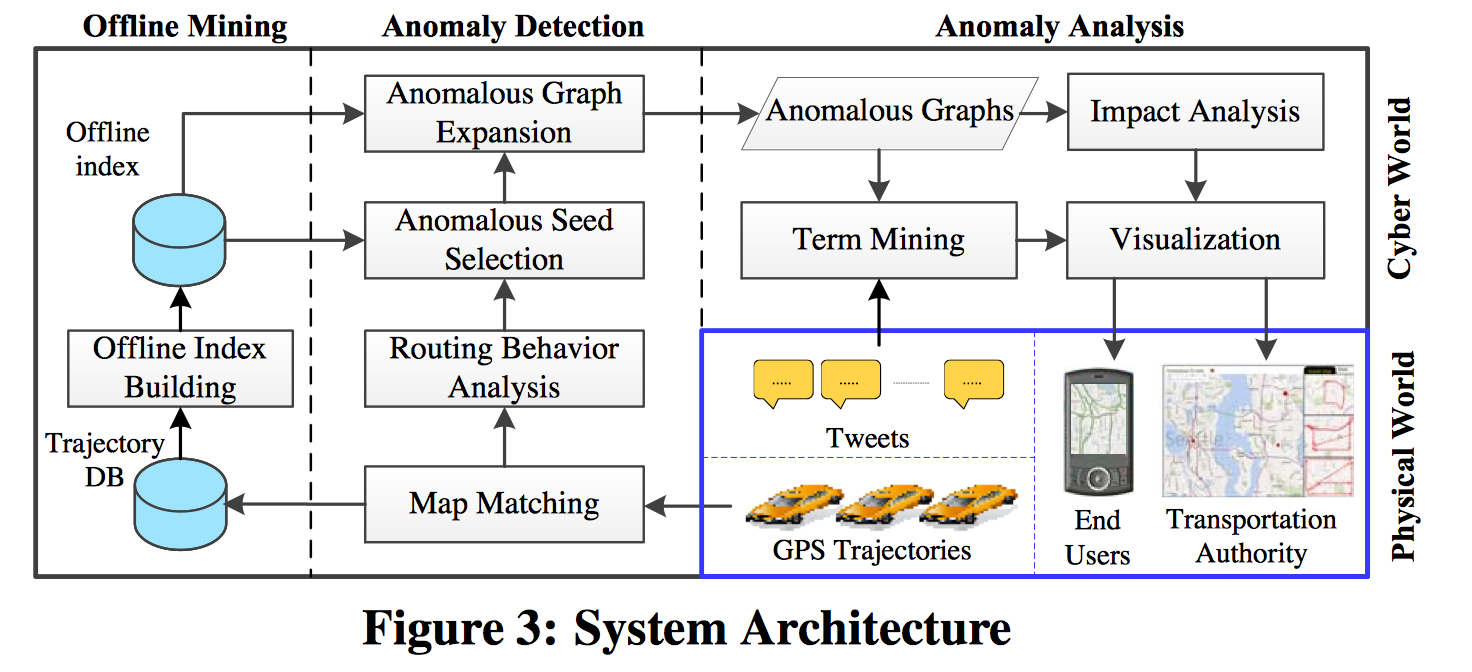 Offline Mining
Anomaly Detection
Anomaly Analysis
Offline
index
Offline Index
Building
Trajectory
DB
Anomalous Graph
Expansion
Anomalous Seed
Selection
Routing Behavior
Analysis
Map Matching
Anomalous Graphs
Impact Analysis
Term Mining
Visualization
.....
.....
.....
Tweets
GPS Trajectories
End
Users
Seattle
Transportation
Authority
Cyber World
Physical World
Figure 3: System Architecture